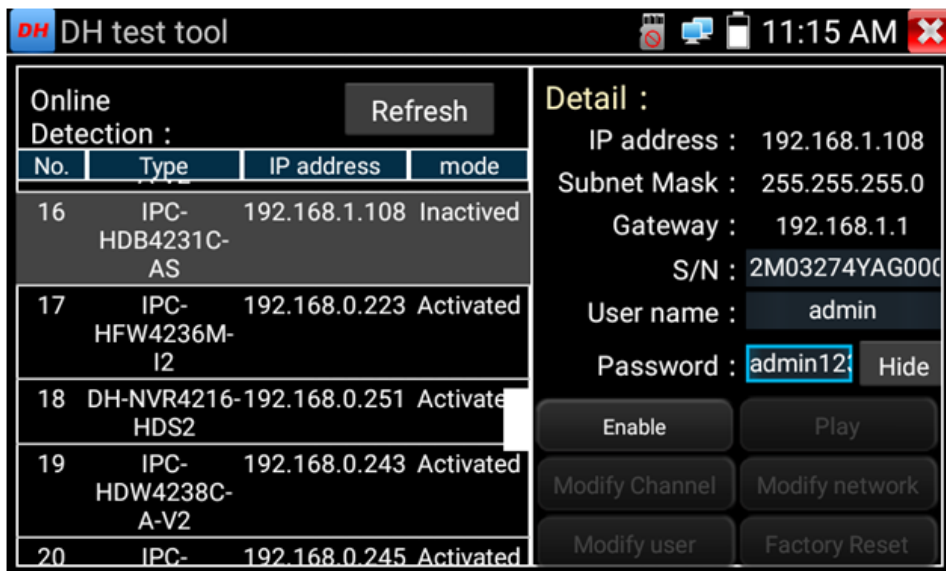 DH DH test tool 11:15 AM
Online
Detection :
Refresh
No. Type IP address mode
16 IPC- 192.168.1.108 Inactived
HDB4231C-
AS
17 IPC- 192.168.0.223 Activated
HFW4236M-
I2
18 DH-NVR4216- 192.168.0.251 Activate
HDS2
19 IPC- 192.168.0.243 Activated
HDW4238C-
A-V2
20 IPC- 192.168.0.245 Activated
Detail :
IP address : 192.168.1.108
Subnet Mask : 255.255.255.0
Gateway : 192.168.1.1
S/N : 2M03274YAG000
User name : admin
Password : admin123 Hide
Enable Play
Modify Channel Modify network
Modify user Factory Reset